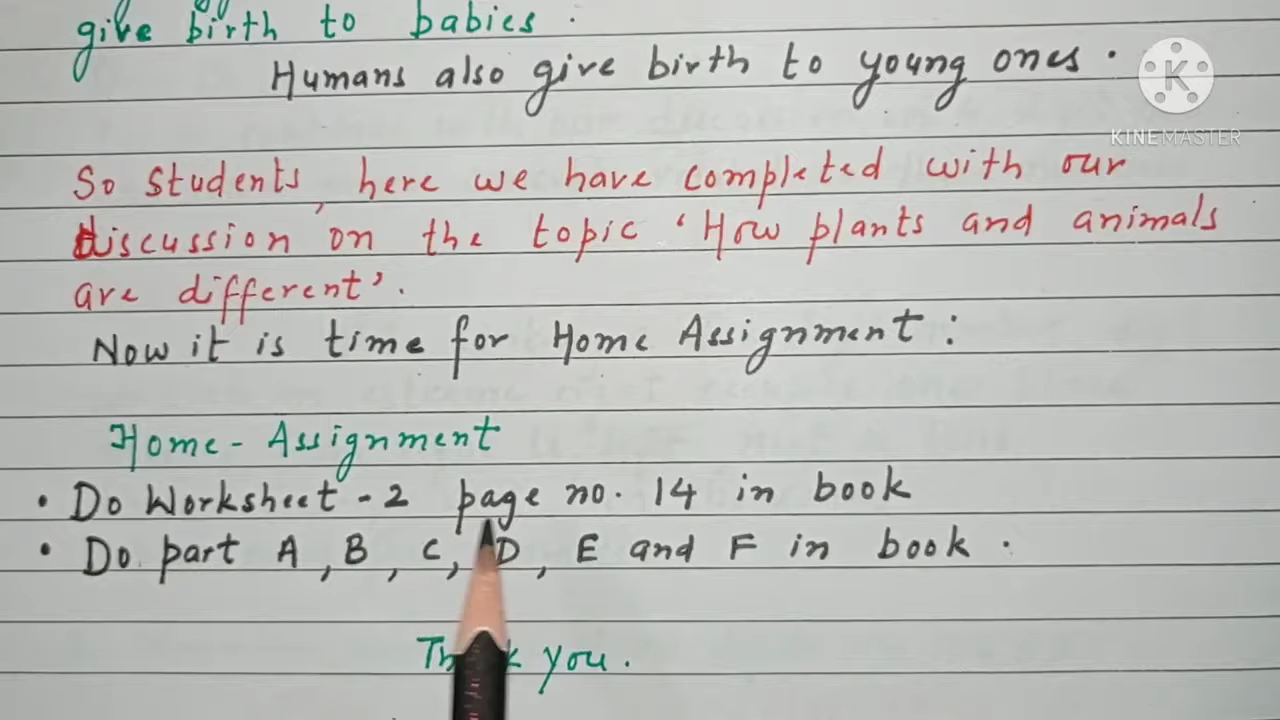 give birth to babies.
Humans also give birth to young ones.
KINEMASTER
So students, here we have completed with our
discussion on the topic 'How plants and animals
are different'.
Now it is time for Home Assignment:
Home-Assignment
• Do Worksheet-2 page no. 14 in book
• Do part A, B, C, D, E and F in book.
you.